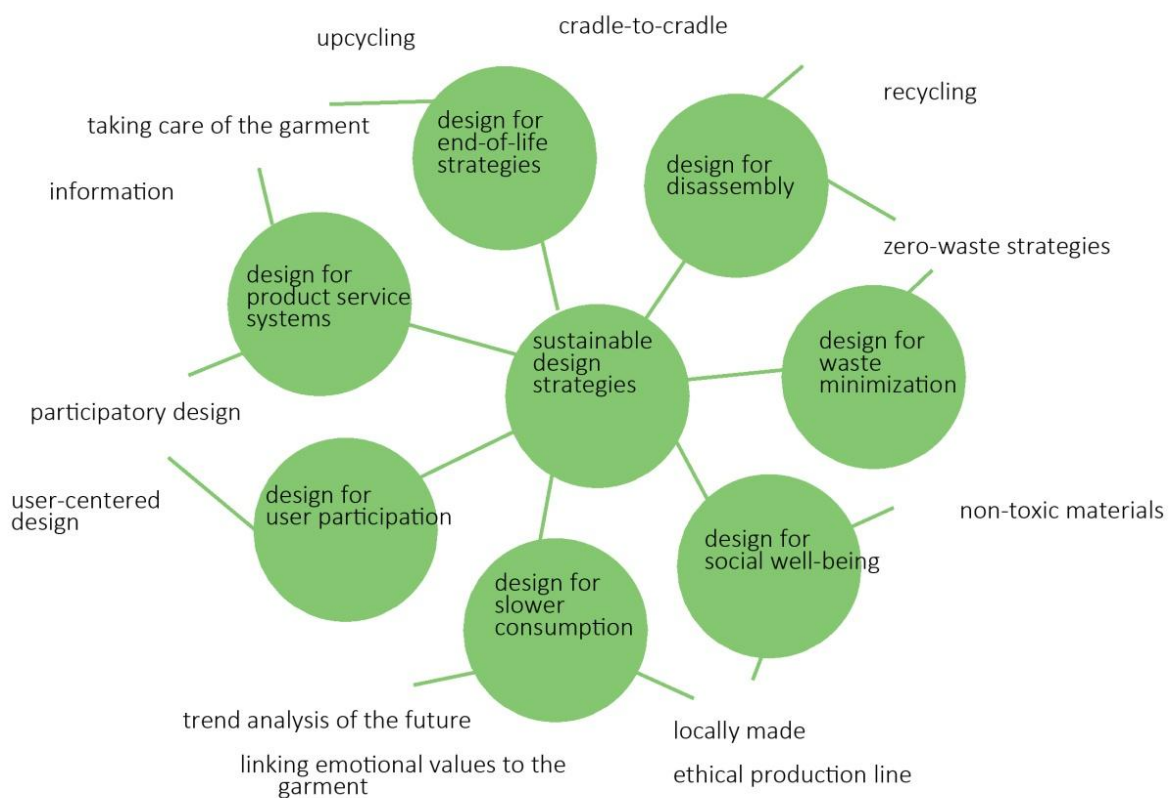 upcycling
cradle-to-cradle
recycling
taking care of the garment
information
design for
end-of-life
strategies
design for
disassembly
zero-waste strategies
design for
product service
systems
sustainable
design
strategies
design for
waste
minimization
participatory design
user-centered
design
design for
user participation
design for
slower
consumption
design for
social well-being
non-toxic materials
trend analysis of the future
linking emotional values to the
garment
locally made
ethical production line